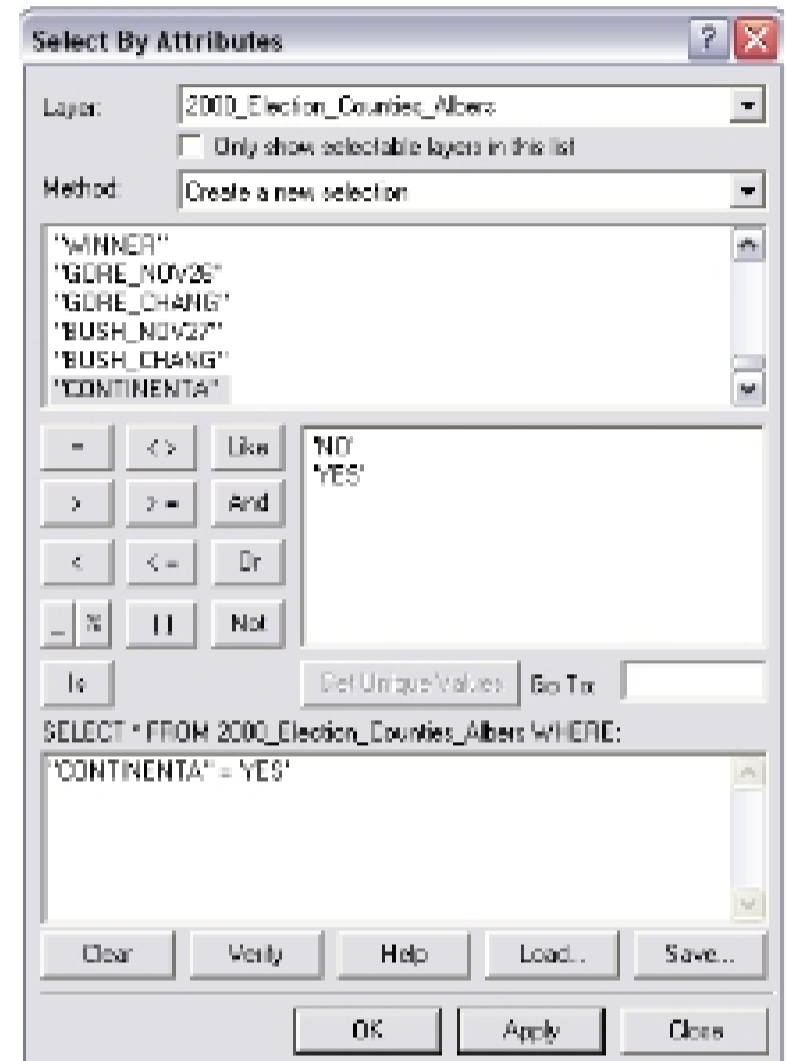 Select By Attributes
?
Layer: 2000_Election_Counties_Albers
Only show selectable layers in this list
Method: Create a new selection
"WINNER"
"GORE_NOV26"
"GORE_CHANG"
"BUSH_NOV27"
"BUSH_CHANG"
"CONTINENTA"
= < > Like
> > = And
< < = Or
_ % ( ) Not
Is
'NO'
'YES'
Get Unique Values Go To:
SELECT * FROM 2000_Election_Counties_Albers WHERE:
"CONTINENTA" = 'YES'
Clear Verify Help Load... Save...
OK Apply Close